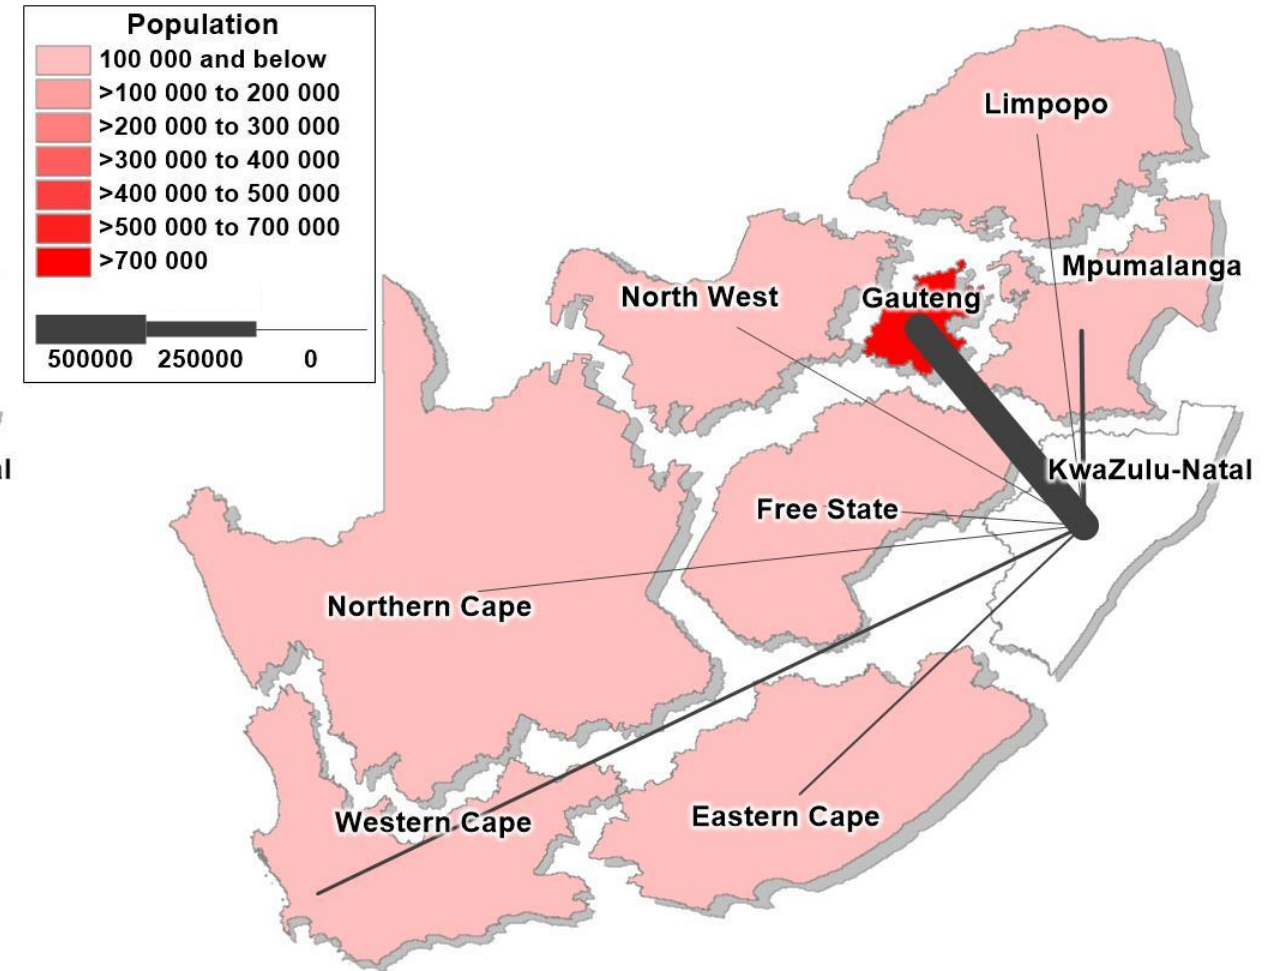 Population
100 000 and below
>100 000 to 200 000
>200 000 to 300 000
>300 000 to 400 000
>400 000 to 500 000
>500 000 to 700 000
>700 000
500000 250000 0
Limpopo
Mpumalanga
North West
Gauteng
KwaZulu-Natal
Free State
Northern Cape
Western Cape
Eastern Cape